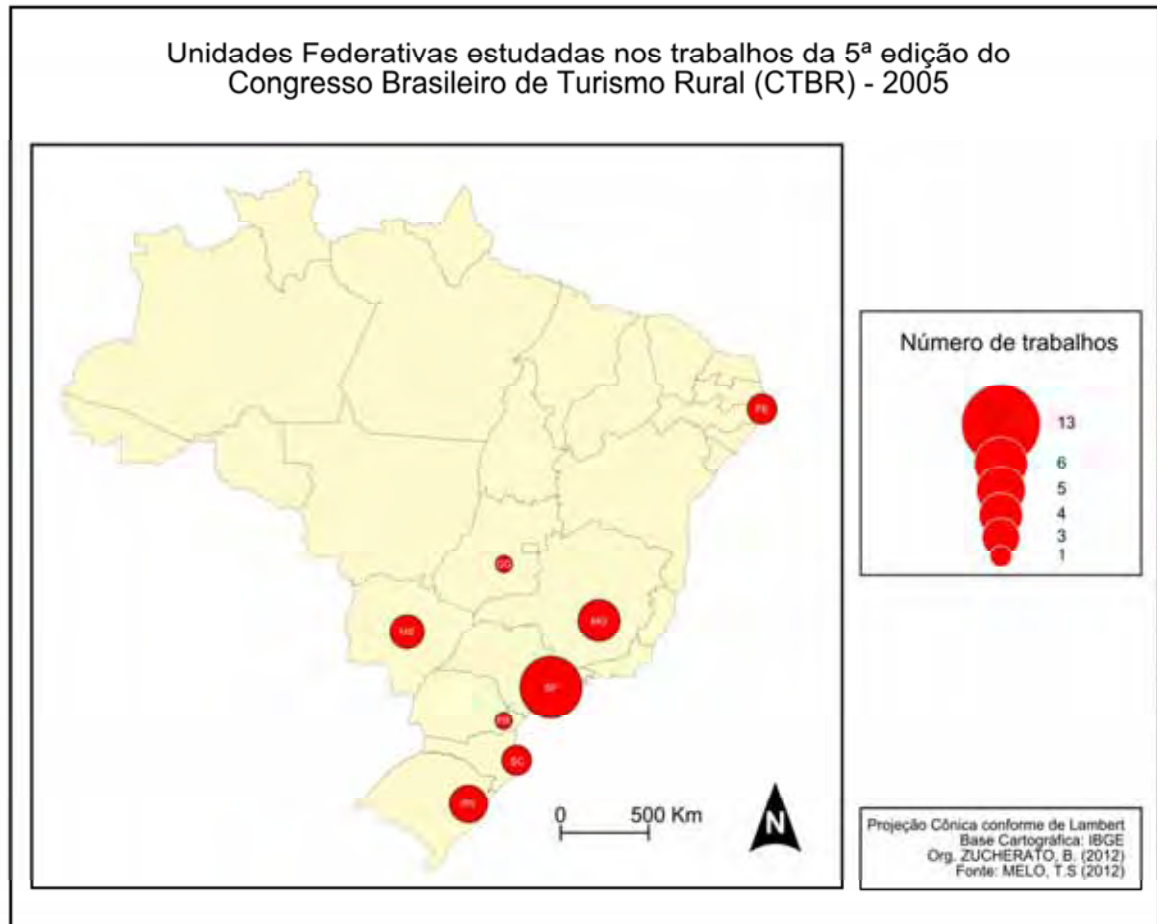 Unidades Federativas estudadas nos trabalhos da 5ª edição do
Congresso Brasileiro de Turismo Rural (CTBR) - 2005
Número de trabalhos
13
6
5
4
3
1
PE
GO
MS
MG
SP
PR
SC
RS
0 500 Km
N
Projeção Cônica conforme de Lambert
Base Cartográfica: IBGE
Org. ZUCHERATO, B. (2012)
Fonte: MELO, T.S (2012)